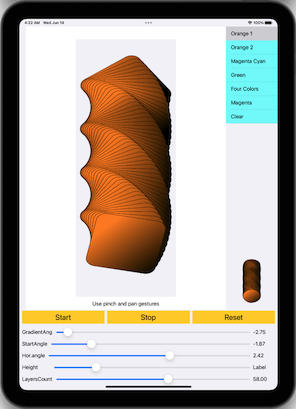 4:22 AM Wed Jun 14
100%
Orange 1
Orange 2
Magenta Cyan
Green
Four Colors
Magenta
Clear
Use pinch and pan gestures
Start Stop Reset
GradientAng -2.75
StartAngle -1.87
Hor.angle 2.42
Height Label
LayersCount 58.00